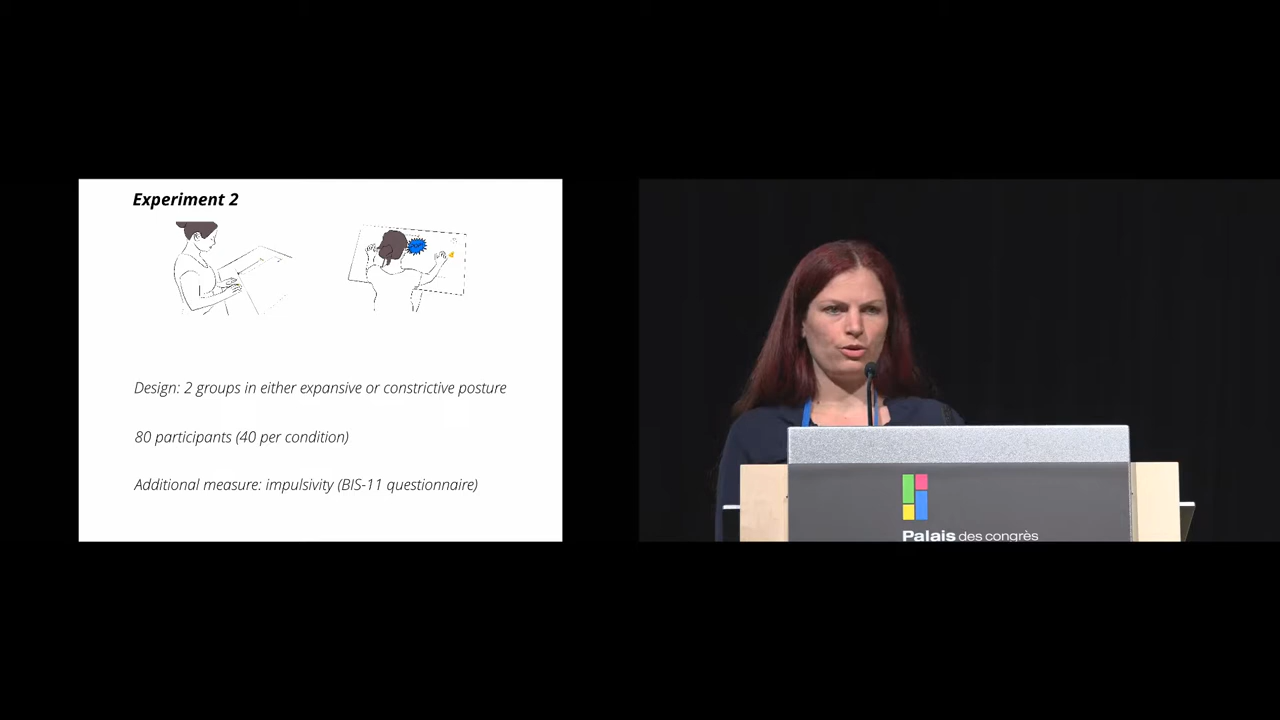 Experiment 2
Design: 2 groups in either expansive or constrictive posture
80 participants (40 per condition)
Additional measure: impulsivity (BIS-11 questionnaire)
Palais des congrès